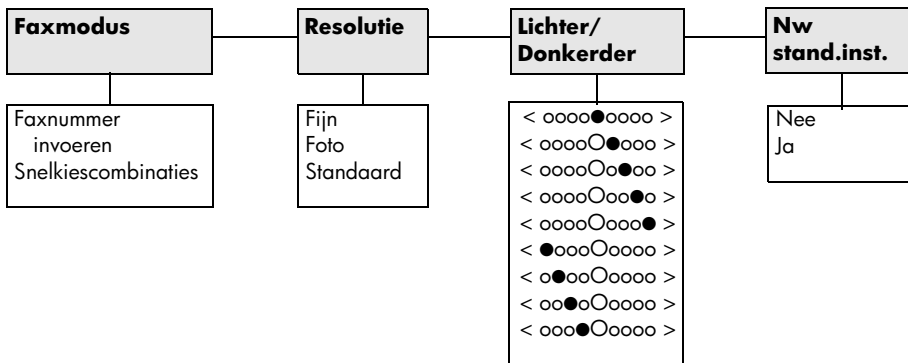 Faxmodus
Resolutie
Lichter/
Donkerder
Nw
stand.inst.
Faxnummer
invoeren
Snelkiescombinaties
Fijn
Foto
Standaard
< oooo●oooo >
< ooooO●ooo >
< ooooOo●oo >
< ooooOoo●o >
< ooooOooo● >
< ●oooOoooo >
< o●ooOoooo >
< oo●oOoooo >
< ooo●Ooooo >
Nee
Ja